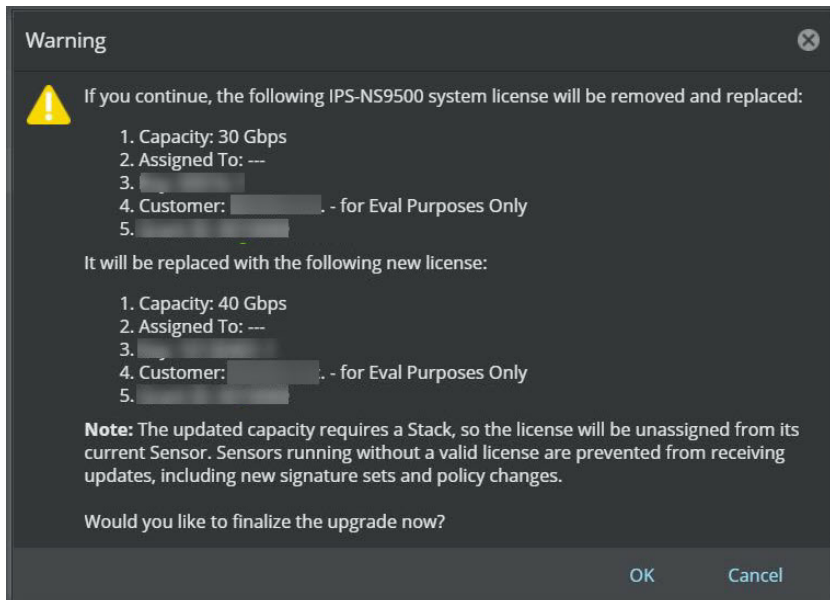 Warning
If you continue, the following IPS-NS9500 system license will be removed and replaced:
1. Capacity: 30 Gbps
2. Assigned To: ---
3.
4. Customer: . - for Eval Purposes Only
5.
It will be replaced with the following new license:
1. Capacity: 40 Gbps
2. Assigned To: ---
3.
4. Customer: . - for Eval Purposes Only
5.
Note: The updated capacity requires a Stack, so the license will be unassigned from its
current Sensor. Sensors running without a valid license are prevented from receiving
updates, including new signature sets and policy changes.
Would you like to finalize the upgrade now?
OK Cancel